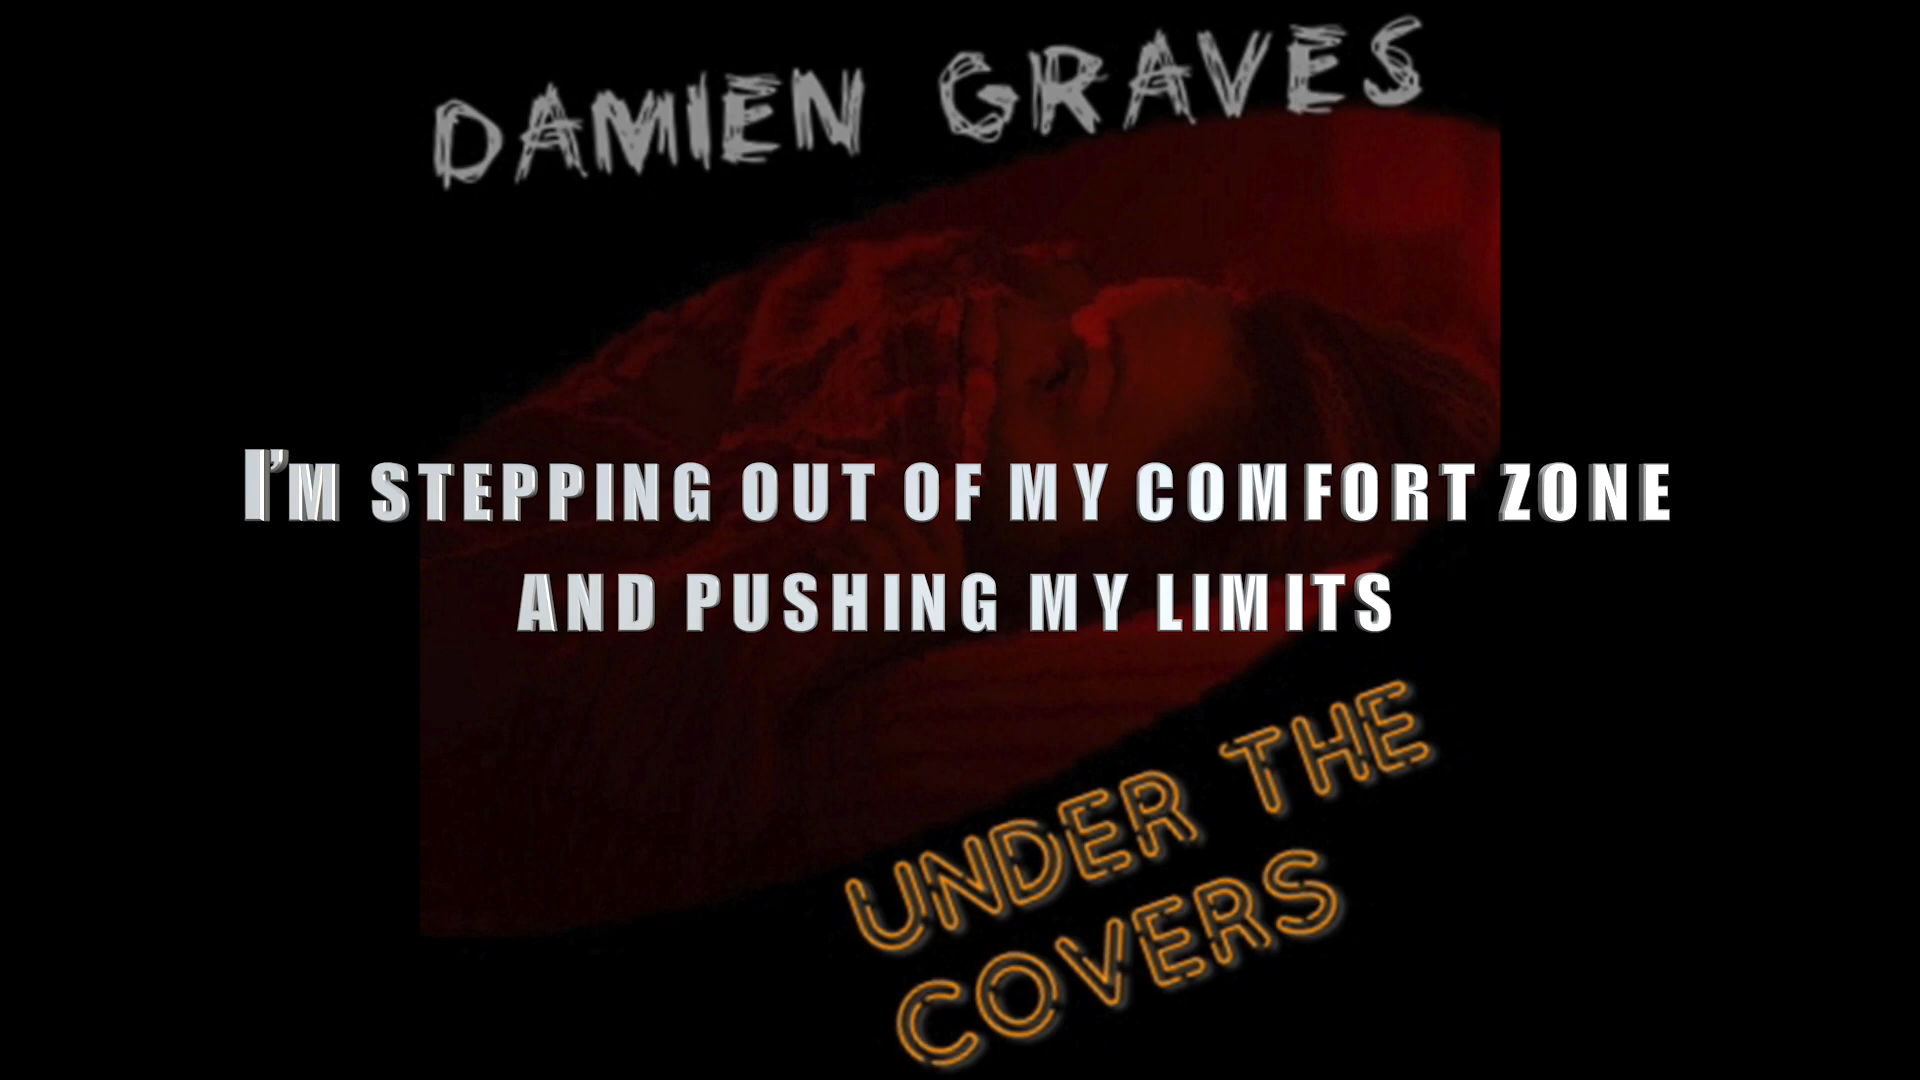 DAMIEN GRAVES
I'M STEPPING OUT OF MY COMFORT ZONE
AND PUSHING MY LIMITS
UNDER THE
COVERS